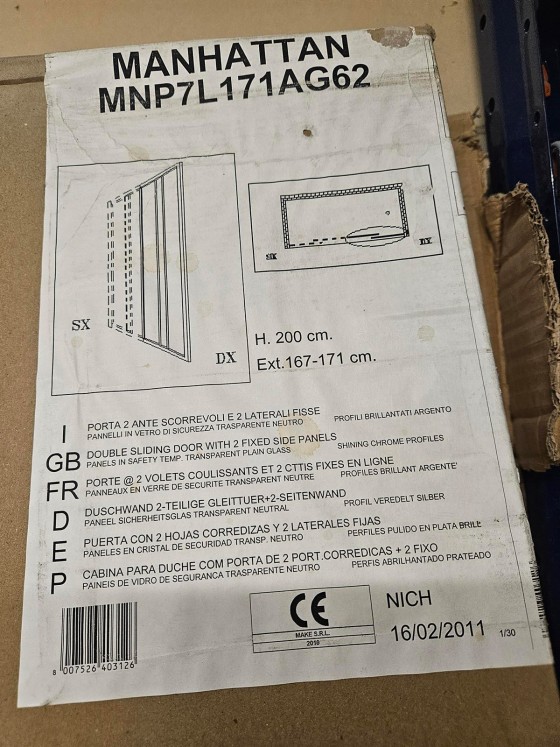 MANHATTAN
MNP7L171AG62
SX
DX
SX
DX
H. 200 cm.
Ext.167-171 cm.
I PORTA 2 ANTE SCORREVOLI E 2 LATERALI FISSE
PANNELLI IN VETRO DI SICUREZZA TRASPARENTE NEUTRO PROFILI BRILLANTATI ARGENTO
GB DOUBLE SLIDING DOOR WITH 2 FIXED SIDE PANELS
PANELS IN SAFETY TEMP. TRANSPARENT PLAIN GLASS SHINING CHROME PROFILES
FR PORTE @ 2 VOLETS COULISSANTS ET 2 CTTIS FIXES EN LIGNE
PANNEAUX EN VERRE DE SECURITE TRANSPARENT NEUTRE PROFILES BRILLANT ARGENTE'
D DUSCHWAND 2-TEILIGE GLEITTUER+2-SEITENWAND
PANEEL SICHERHEITSGLAS TRANSPARENT NEUTRAL PROFIL VEREDELT SILBER
E PUERTA CON 2 HOJAS CORREDIZAS Y 2 LATERALES FIJAS
PANELES EN CRISTAL DE SECURIDAD TRANSP. NEUTRO PERFILES PULIDO EN PLATA BRILL
P CABINA PARA DUCHE COM PORTA DE 2 PORT.CORREDICAS + 2 FIXO
PAINEIS DE VIDRO DE SEGURANCA TRASPARENTE NEUTRO PERFIS ABRILHANTADO PRATEADO
CE
MAKE S.R.L.
2010
NICH
16/02/2011 1/30
8 007526 403126